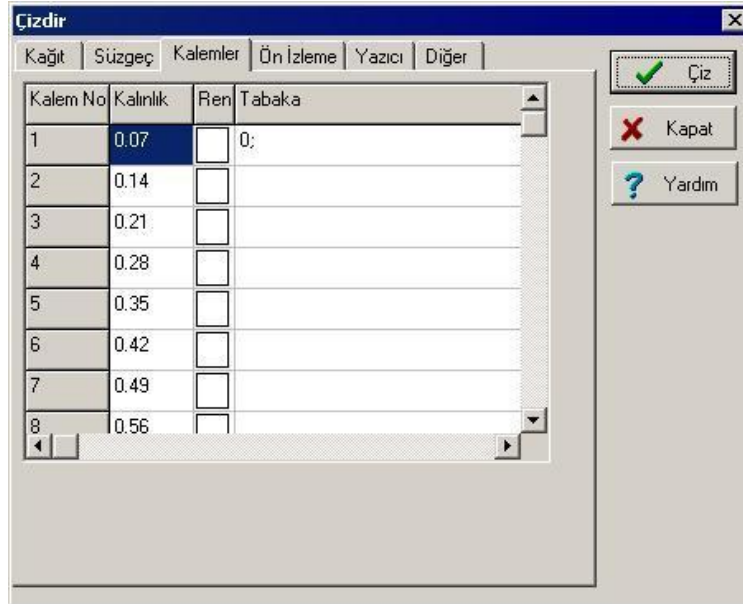 Çizdir
Kağıt Süzgeç Kalemler Ön İzleme Yazıcı Diğer
Kalem No Kalınlık Ren Tabaka
1 0.07 0;
2 0.14
3 0.21
4 0.28
5 0.35
6 0.42
7 0.49
8 0.56
Çiz
Kapat
Yardım